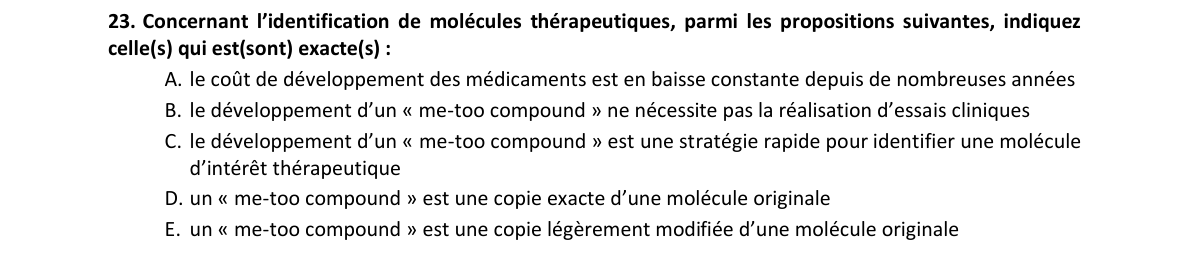 23. Concernant l’identification de molécules thérapeutiques, parmi les propositions suivantes, indiquez
celle(s) qui est(sont) exacte(s) :
A. le coût de développement des médicaments est en baisse constante depuis de nombreuses années
B. le développement d’un « me-too compound » ne nécessite pas la réalisation d’essais cliniques
C. le développement d’un « me-too compound » est une stratégie rapide pour identifier une molécule
d’intérêt thérapeutique
D. un « me-too compound » est une copie exacte d’une molécule originale
E. un « me-too compound » est une copie légèrement modifiée d’une molécule originale